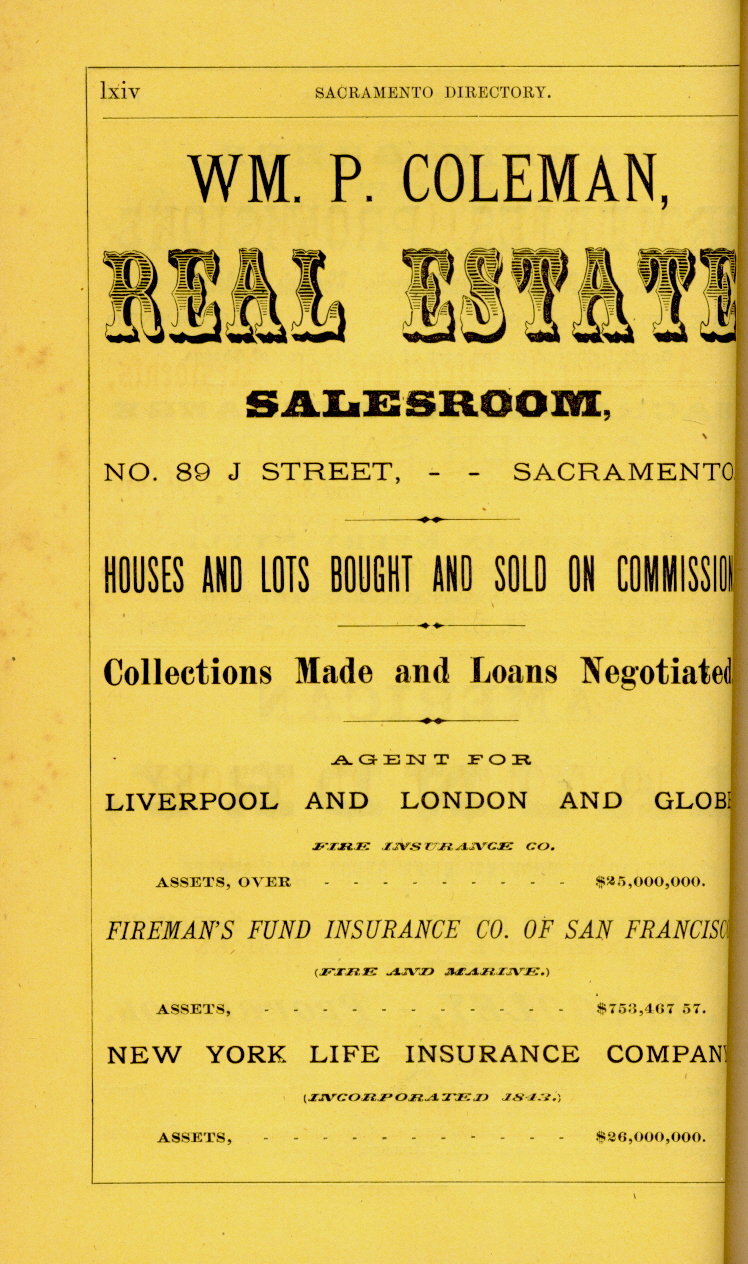 lxiv SACRAMENTO DIRECTORY.
WM. P. COLEMAN,
REAL ESTATE
SALESROOM,
NO. 89 J STREET, - - SACRAMENTO
HOUSES AND LOTS BOUGHT AND SOLD ON COMMISSION
Collections Made and Loans Negotiated
AGENT FOR
LIVERPOOL AND LONDON AND GLOBE
FIRE INSURANCE CO.
ASSETS, OVER - - - - - - - - - $25,000,000.
FIREMAN'S FUND INSURANCE CO. OF SAN FRANCISCO
(FIRE AND MARINE.)
ASSETS, - - - - - - - - - - - $753,467 57.
NEW YORK LIFE INSURANCE COMPANY
(INCORPORATED 1843.)
ASSETS, - - - - - - - - - - - $26,000,000.